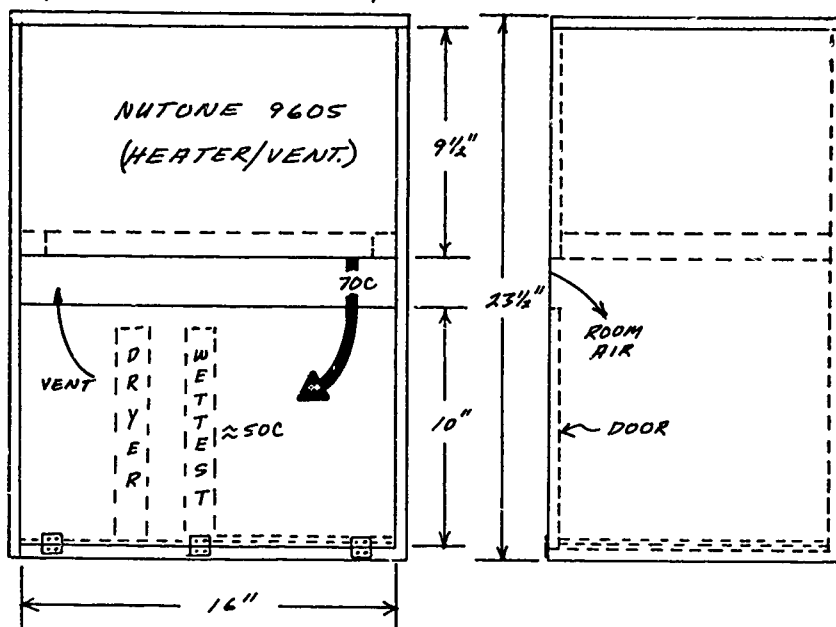 NUTONE 9605
(HEATER/VENT.)
9½"
70C
23½"
ROOM
AIR
VENT
DRYER
WETTEST
≈50C
10"
DOOR
16"